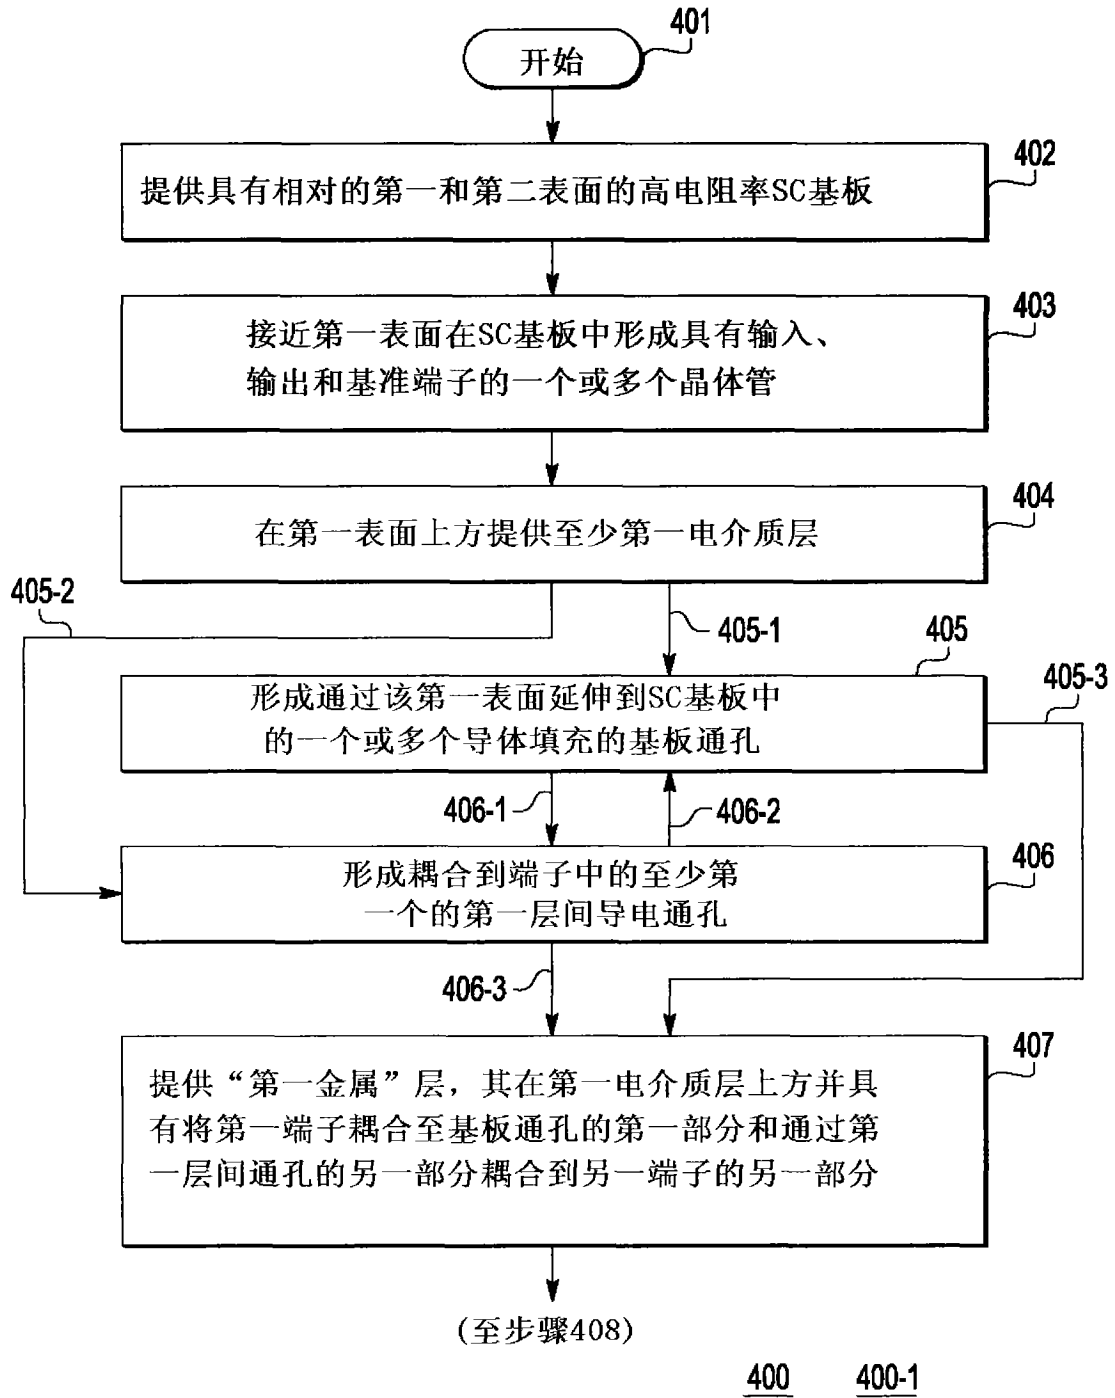 401
开始
402
提供具有相对的第一和第二表面的高电阻率SC基板
403
接近第一表面在SC基板中形成具有输入、
输出和基准端子的一个或多个晶体管
404
在第一表面上方提供至少第一电介质层
405-2
405-1
405
405-3
形成通过该第一表面延伸到SC基板中
的一个或多个导体填充的基板通孔
406-1
406-2
406
形成耦合到端子中的至少第
一个的第一层间导电通孔
406-3
407
提供“第一金属”层，其在第一电介质层上方并具
有将第一端子耦合至基板通孔的第一部分和通过第
一层间通孔的另一部分耦合到另一端子的另一部分
(至步骤408)
400 400-1